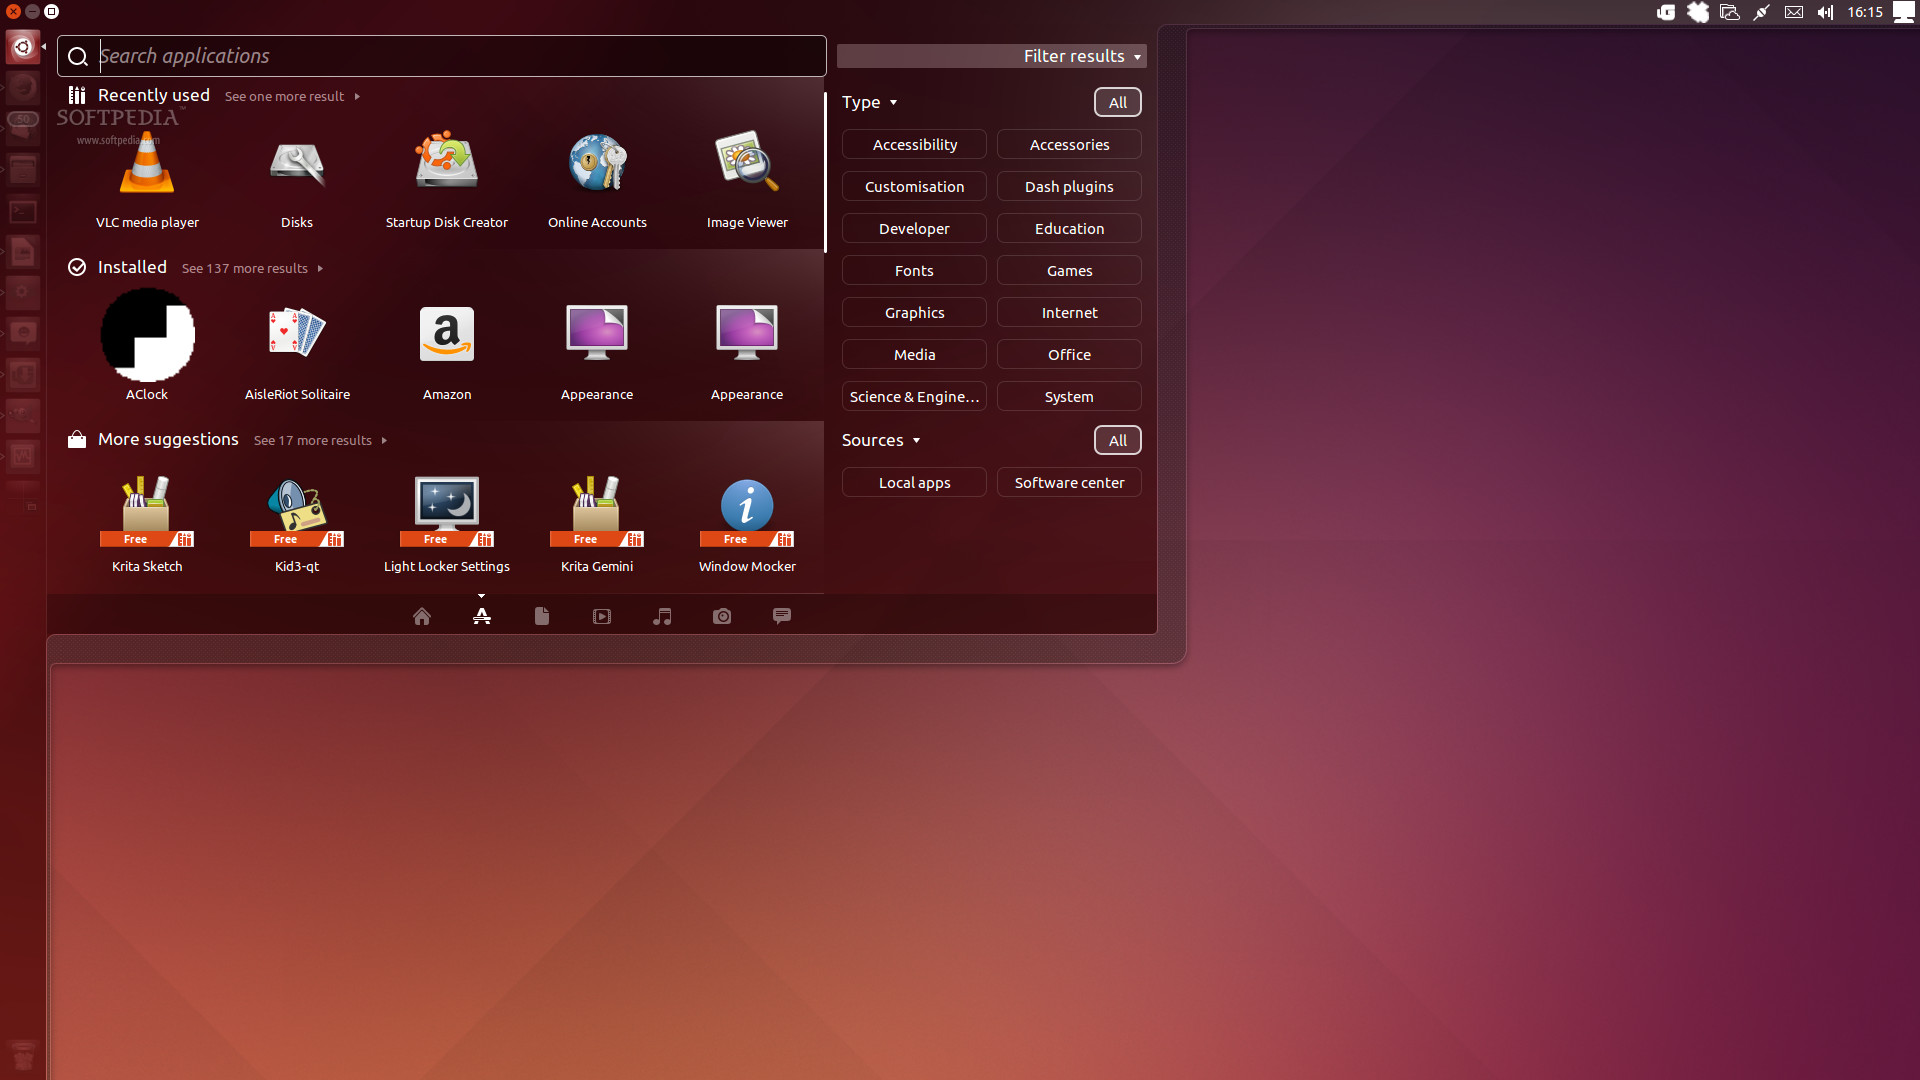 16:15
Search applications
Filter results
Recently used See one more result
SOFTPEDIA™
www.softpedia.com
VLC media player
Disks
Startup Disk Creator
Online Accounts
Image Viewer
Installed See 137 more results
AClock
AisleRiot Solitaire
a
Amazon
Appearance
Appearance
More suggestions See 17 more results
Free
Free
Free
Free
i
Free
Krita Sketch
Kid3-qt
Light Locker Settings
Krita Gemini
Window Mocker
Type All
Accessibility Accessories
Customisation Dash plugins
Developer Education
Fonts Games
Graphics Internet
Media Office
Science & Engine… System
Sources All
Local apps Software center
50